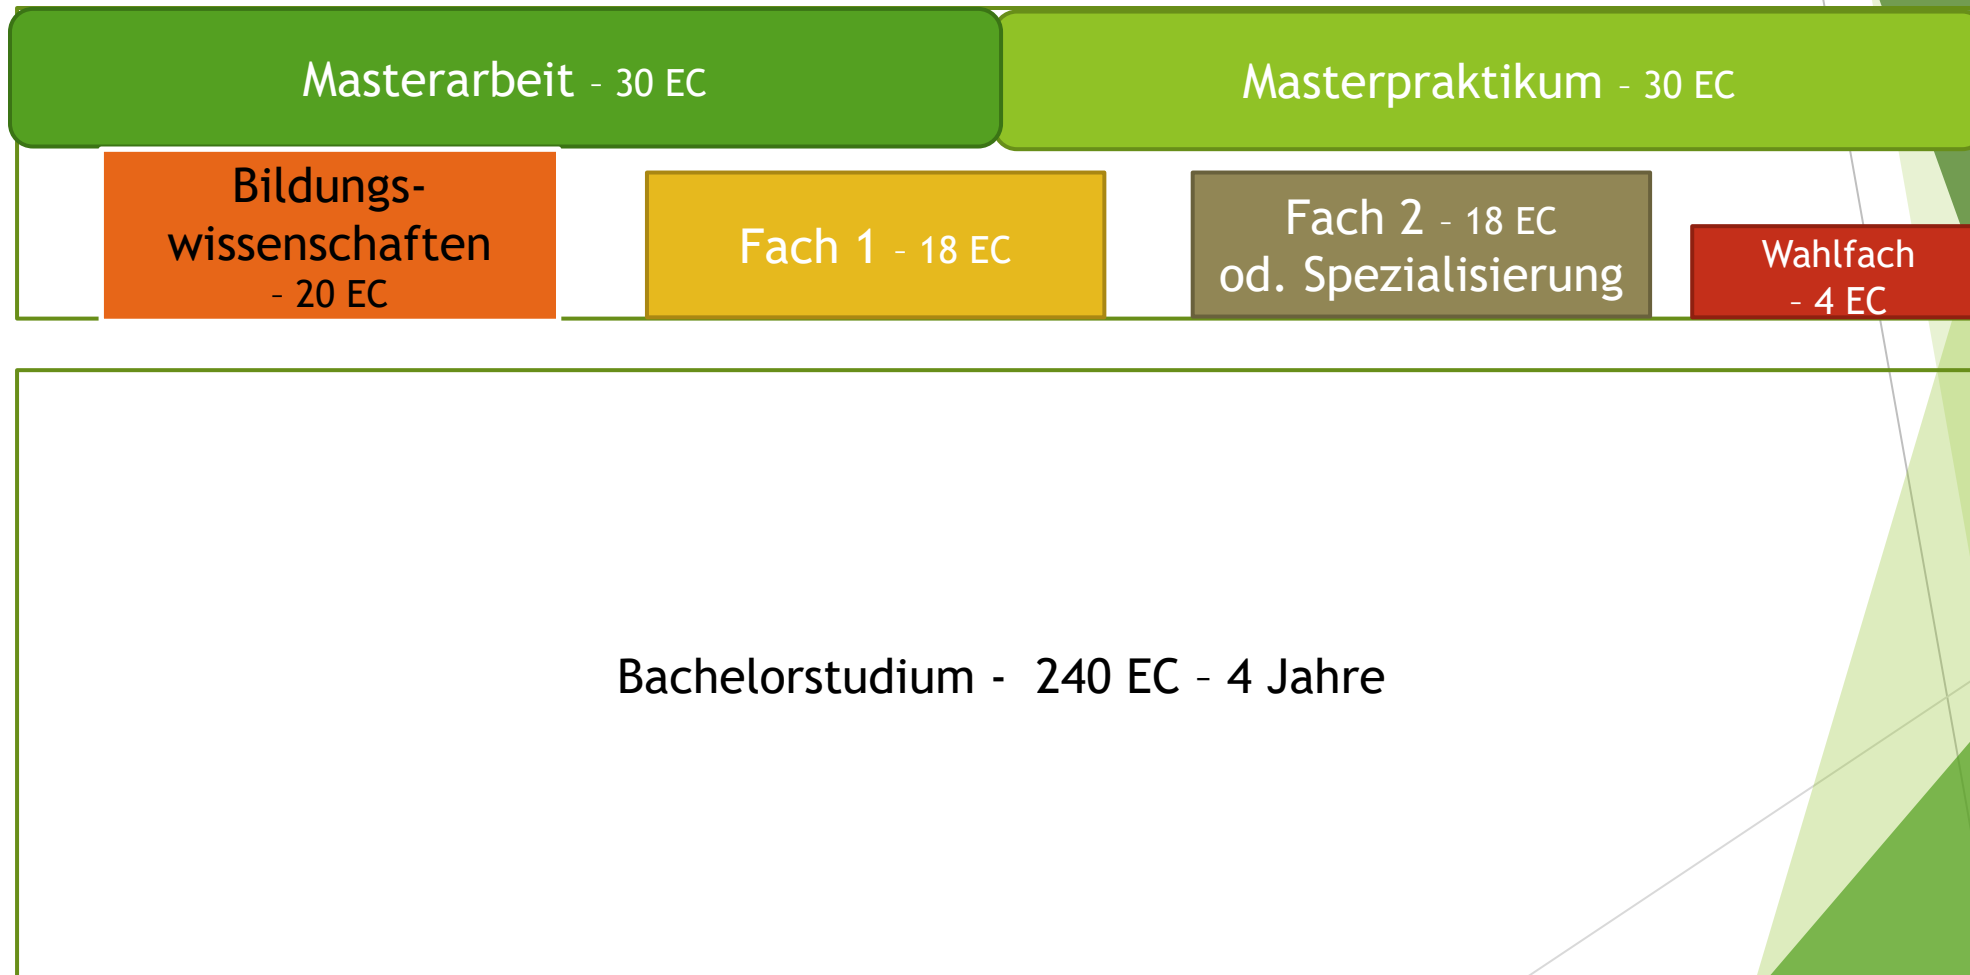 Masterarbeit – 30 EC
Masterpraktikum – 30 EC
Bildungs-
wissenschaften
– 20 EC
Fach 1 – 18 EC
Fach 2 – 18 EC
od. Spezialisierung
Wahlfach
– 4 EC
Bachelorstudium - 240 EC – 4 Jahre